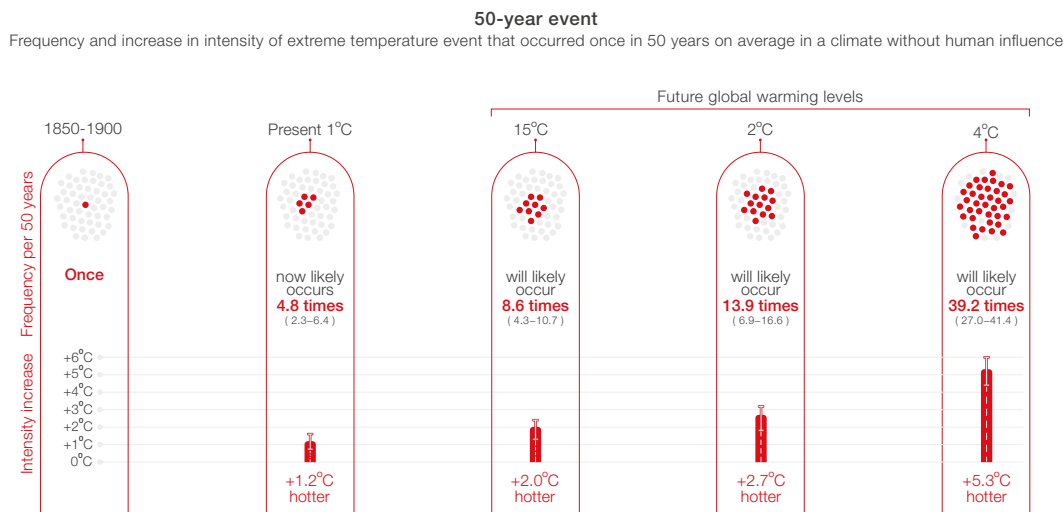 50-year event
Frequency and increase in intensity of extreme temperature event that occurred once in 50 years on average in a climate without human influence
Future global warming levels
1850-1900
Present 1°C
15°C
2°C
4°C
Frequency per 50 years
Once
now likely
occurs
4.8 times
( 2.3–6.4 )
will likely
occur
8.6 times
( 4.3–10.7 )
will likely
occur
13.9 times
( 6.9–16.6 )
will likely
occur
39.2 times
( 27.0–41.4 )
Intensity increase
+6°C
+5°C
+4°C
+3°C
+2°C
+1°C
0°C
+1.2°C
hotter
+2.0°C
hotter
+2.7°C
hotter
+5.3°C
hotter